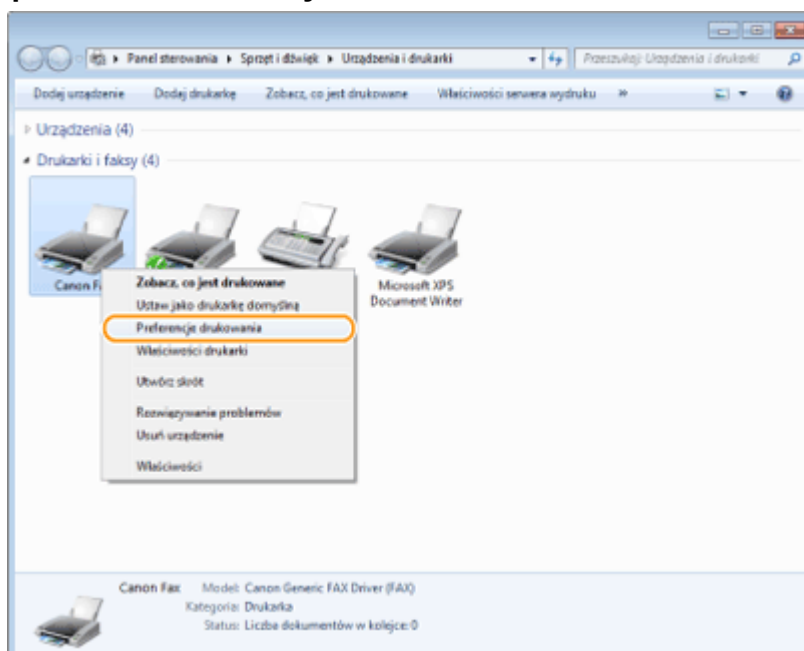 Panel sterowania ▸ Sprzęt i dźwięk ▸ Urządzenia i drukarki
Przeszukaj: Urządzenia i drukarki
Dodaj urządzenie Dodaj drukarkę Zobacz, co jest drukowane Właściwości serwera wydruku »
Urządzenia (4)
Drukarki i faksy (4)
Canon
Microsoft XPS
Document Writer
Zobacz, co jest drukowane
Ustaw jako drukarkę domyślną
Preferencje drukowania
Właściwości drukarki
Utwórz skrót
Rozwiązywanie problemów
Usuń urządzenie
Właściwości
Canon Fax Model: Canon Generic FAX Driver (FAX)
Kategoria: Drukarka
Status: Liczba dokumentów w kolejce: 0